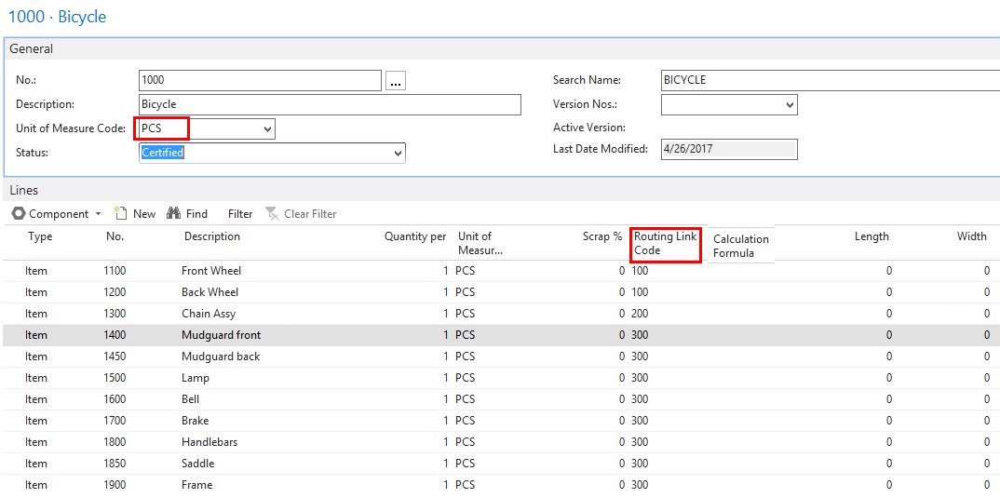 1000 · Bicycle
General
No.: 1000 ... Search Name: BICYCLE
Description: Bicycle Version Nos.:
Unit of Measure Code: PCS Active Version:
Status: Certified Last Date Modified: 4/26/2017
Lines
Component New Find Filter Clear Filter
Type No. Description Quantity per Unit of Measur... Scrap % Routing Link Code Calculation Formula Length Width
Item 1100 Front Wheel 1 PCS 0 100 0 0
Item 1200 Back Wheel 1 PCS 0 100 0 0
Item 1300 Chain Assy 1 PCS 0 200 0 0
Item 1400 Mudguard front 1 PCS 0 300 0 0
Item 1450 Mudguard back 1 PCS 0 300 0 0
Item 1500 Lamp 1 PCS 0 300 0 0
Item 1600 Bell 1 PCS 0 300 0 0
Item 1700 Brake 1 PCS 0 300 0 0
Item 1800 Handlebars 1 PCS 0 300 0 0
Item 1850 Saddle 1 PCS 0 300 0 0
Item 1900 Frame 1 PCS 0 300 0 0